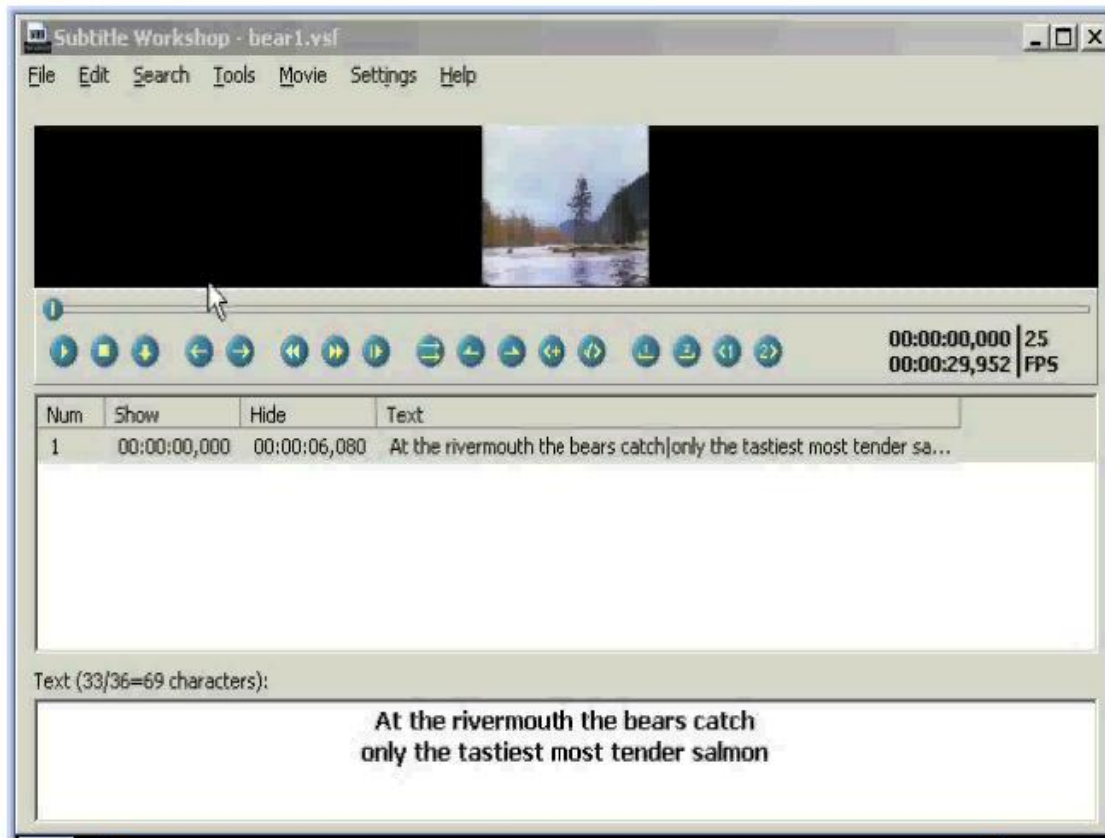 Subtitle Workshop - bear1.vsf
File Edit Search Tools Movie Settings Help
00:00:00,000 25
00:00:29,952 FPS
Num Show Hide Text
1 00:00:00,000 00:00:06,080 At the rivermouth the bears catch|only the tastiest most tender sa...
Text (33/36=69 characters):
At the rivermouth the bears catch
only the tastiest most tender salmon